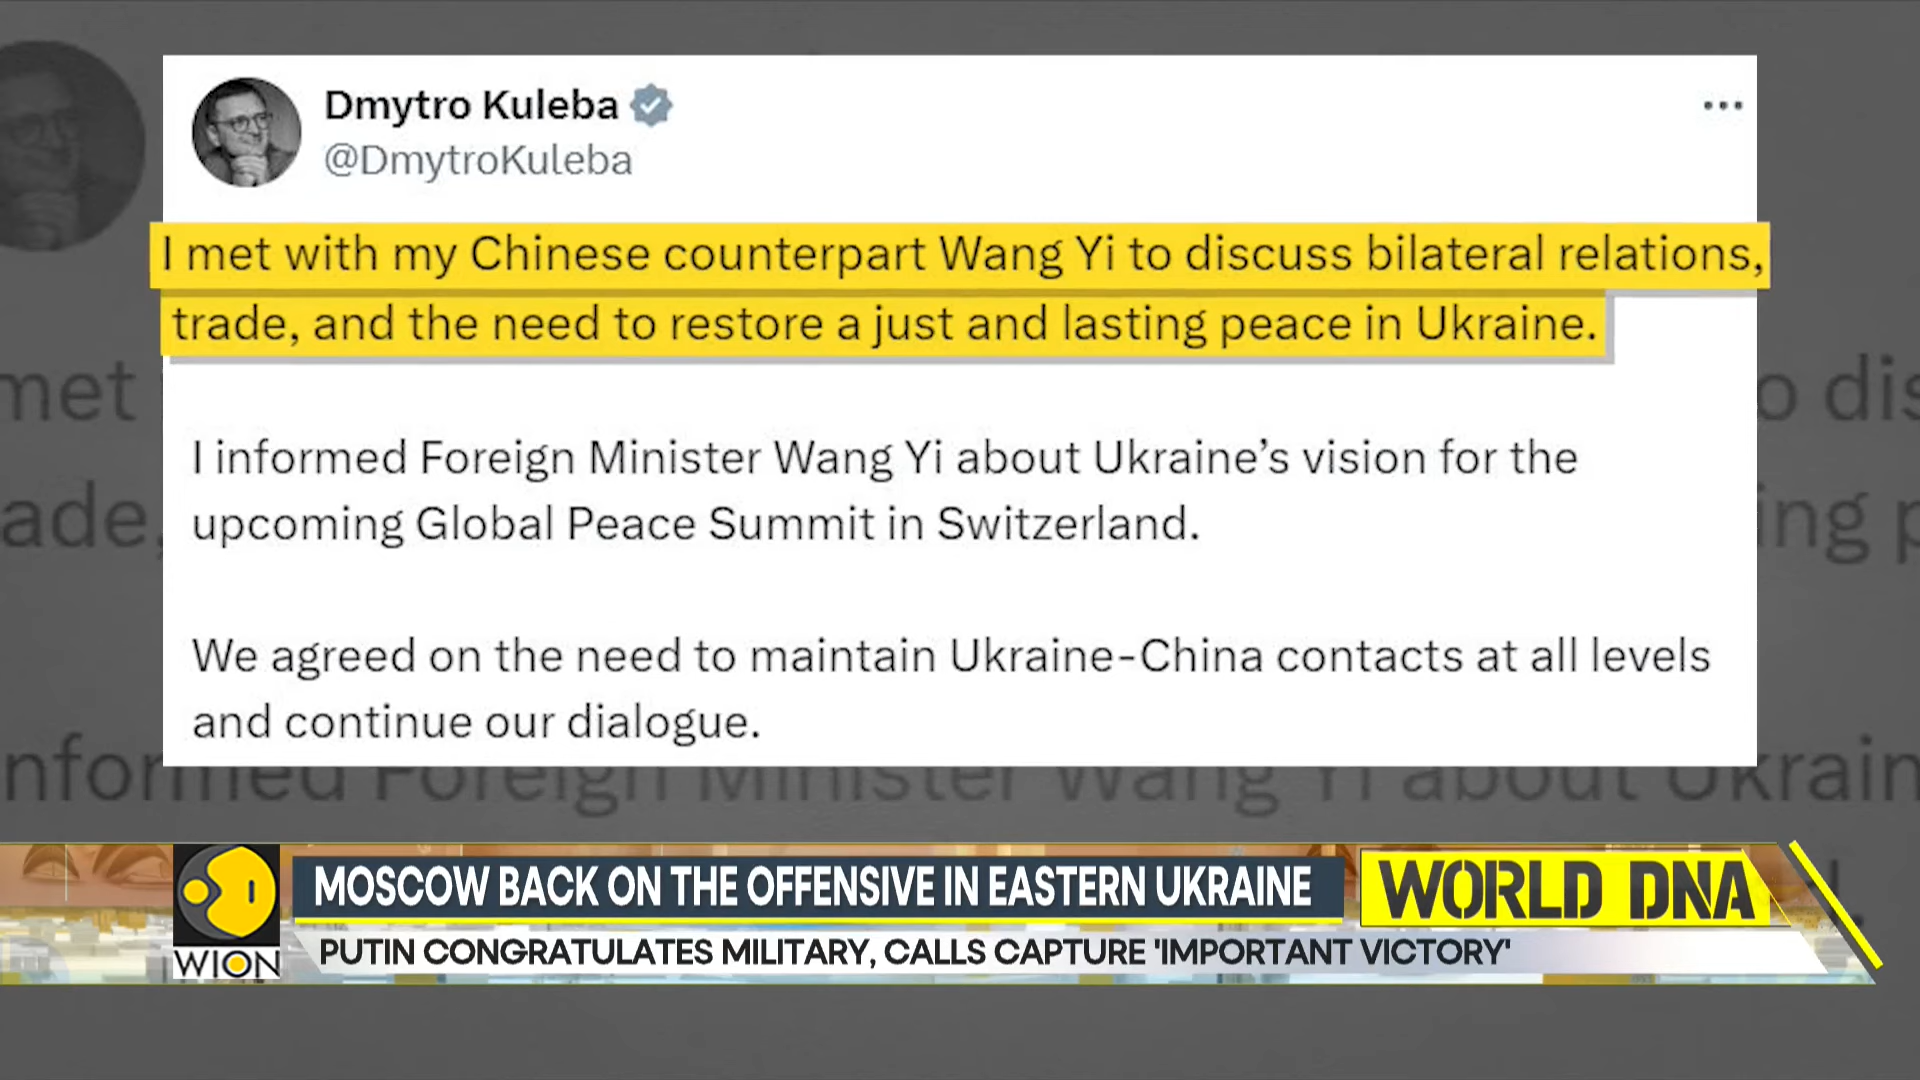 Dmytro Kuleba
@DmytroKuleba
I met with my Chinese counterpart Wang Yi to discuss bilateral relations,
trade, and the need to restore a just and lasting peace in Ukraine.
I informed Foreign Minister Wang Yi about Ukraine’s vision for the
upcoming Global Peace Summit in Switzerland.
We agreed on the need to maintain Ukraine-China contacts at all levels
and continue our dialogue.
MOSCOW BACK ON THE OFFENSIVE IN EASTERN UKRAINE
WORLD DNA
PUTIN CONGRATULATES MILITARY, CALLS CAPTURE 'IMPORTANT VICTORY'
WION